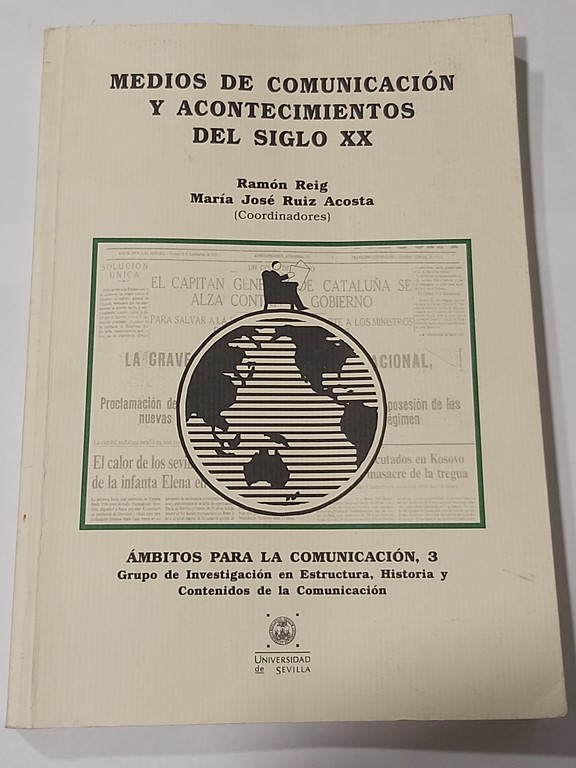 MEDIOS DE COMUNICACIÓN
Y ACONTECIMIENTOS
DEL SIGLO XX
Ramón Reig
María José Ruiz Acosta
(Coordinadores)
SOLUCION
UNICA
EL CAPITAN GENE DE CATALUÑA SE
ALZA CONT GOBIERNO
PARA SALVAR A LA TE A LOS MINISTROS
LA GRAVE CIONAL,
Proclamación de posesión de las
nuevas égimen
El calor de los sevi cutados en Kosovo
de la infanta Elena e masacre de la tregua
ÁMBITOS PARA LA COMUNICACIÓN, 3
Grupo de Investigación en Estructura, Historia y
Contenidos de la Comunicación
UNIVERSIDAD
de SEVILLA